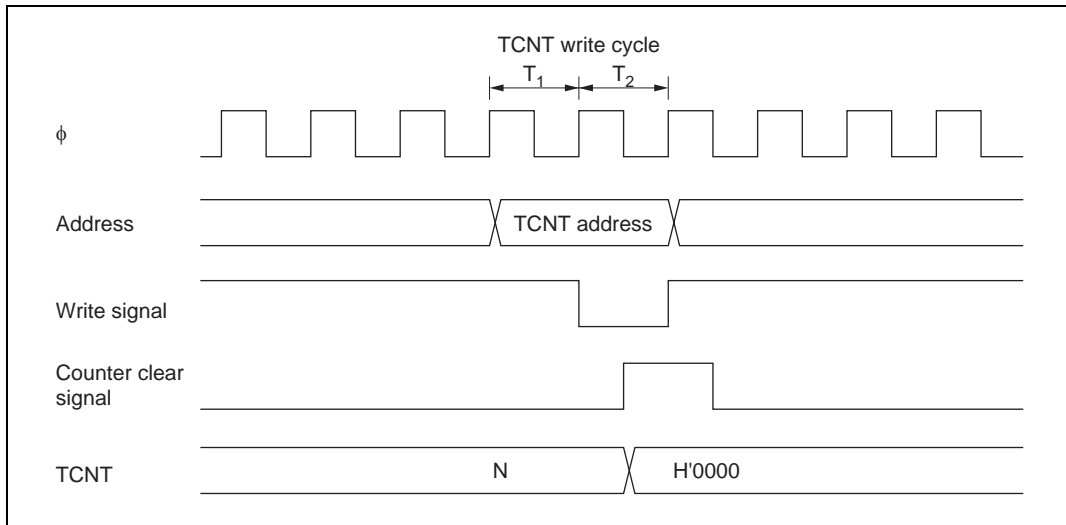 TCNT write cycle
T1 T2
ϕ
Address
TCNT address
Write signal
Counter clear
signal
TCNT
N
H'0000